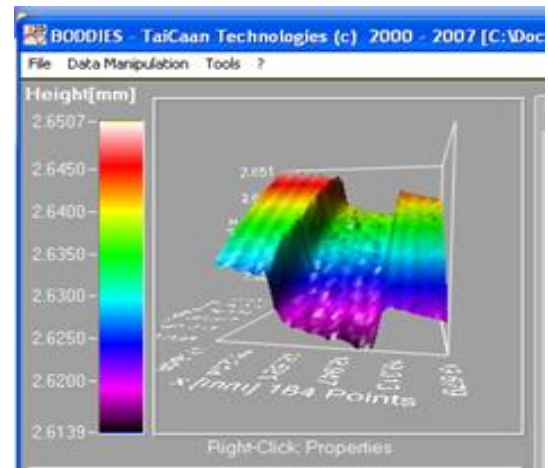 BODDIES - TaiCaan Technologies (c) 2000 - 2007 [C:\Doc
File Data Manipulation Tools ?
Height[mm]
2.6507
2.6450
2.6400
2.6350
2.6300
2.6250
2.6200
2.6139
2.651
x [mm] 184 Points
Right-Click: Properties